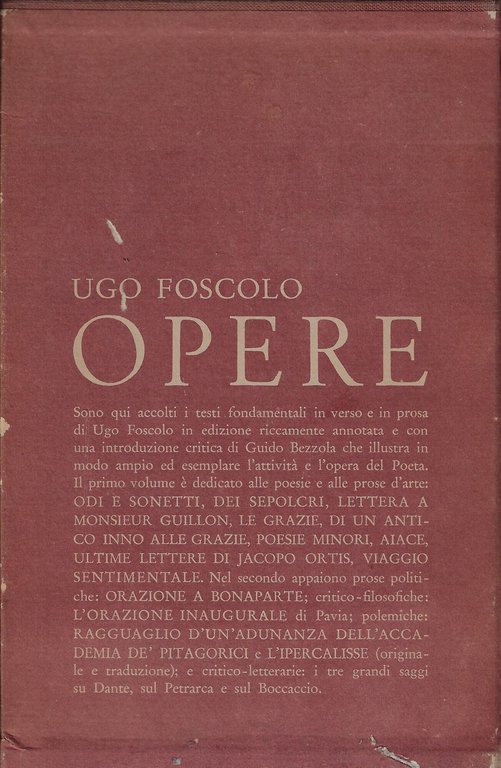 UGO FOSCOLO
OPERE
Sono qui accolti i testi fondamentali in verso e in prosa
di Ugo Foscolo in edizione riccamente annotata e con
una introduzione critica di Guido Bezzola che illustra in
modo ampio ed esemplare l'attività e l'opera del Poeta.
Il primo volume è dedicato alle poesie e alle prose d'arte:
ODI E SONETTI, DEI SEPOLCRI, LETTERA A
MONSIEUR GUILLON, LE GRAZIE, DI UN ANTI-
CO INNO ALLE GRAZIE, POESIE MINORI, AIACE,
ULTIME LETTERE DI JACOPO ORTIS, VIAGGIO
SENTIMENTALE. Nel secondo appaiono prose politi-
che: ORAZIONE A BONAPARTE; critico-filosofiche:
L'ORAZIONE INAUGURALE di Pavia; polemiche:
RAGGUAGLIO D'UN'ADUNANZA DELL'ACCA-
DEMIA DE' PITAGORICI e L'IPERCALISSE (origina-
le e traduzione); e critico-letterarie: i tre grandi saggi
su Dante, sul Petrarca e sul Boccaccio.